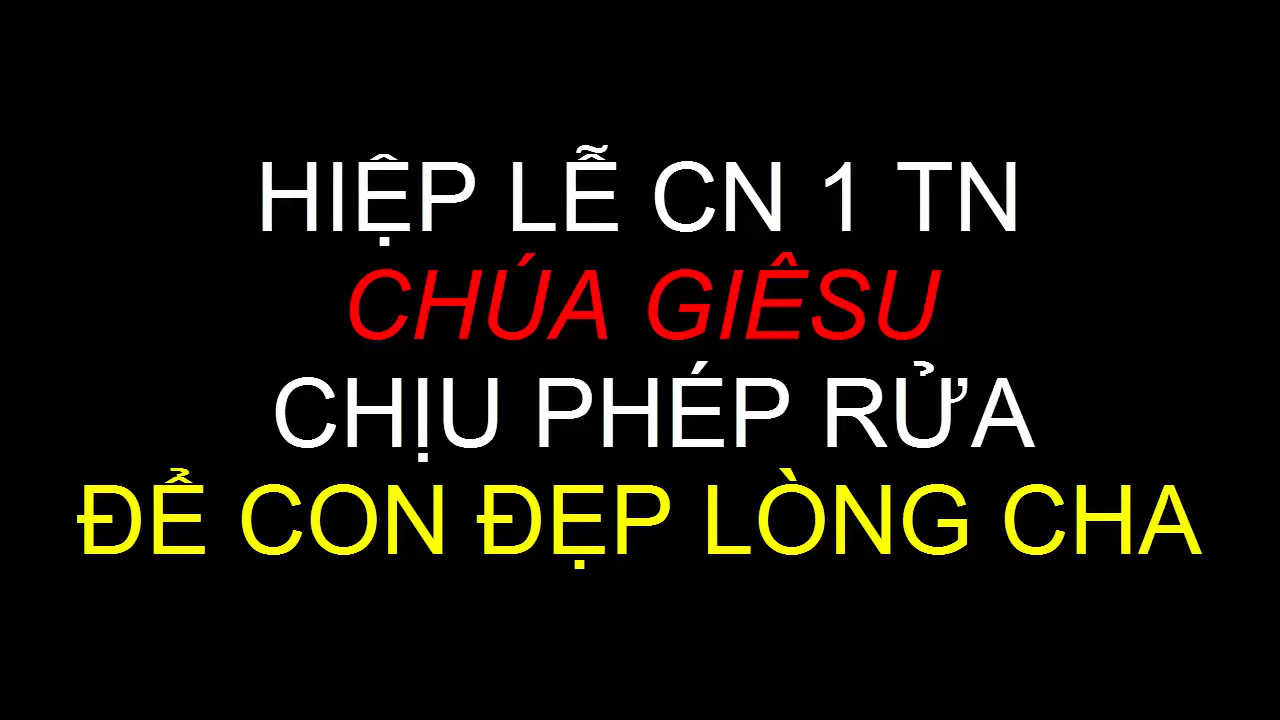 HIỆP LỄ CN 1 TN
CHÚA GIÊSU
CHỊU PHÉP RỬA
ĐỂ CON ĐẸP LÒNG CHA